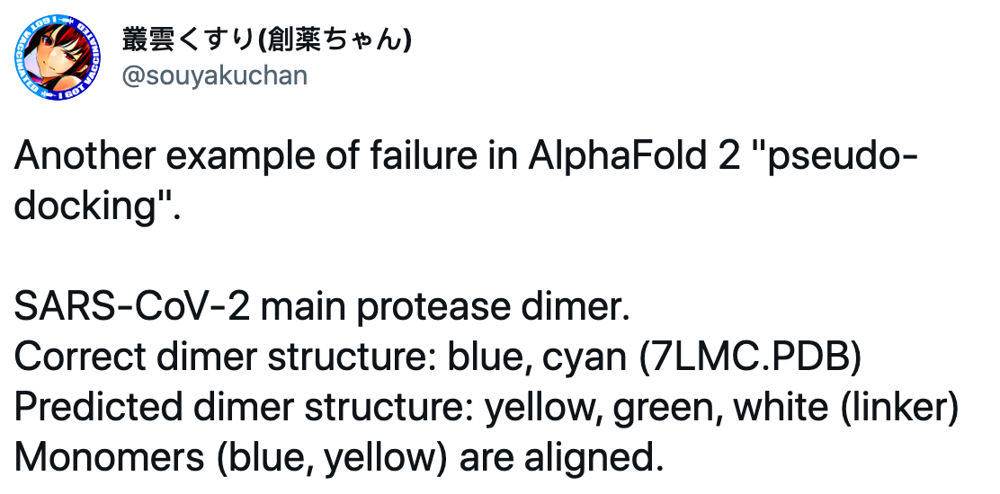 叢雲くすり(創薬ちゃん)
@souyakuchan
I GOT VACCINATED
I GOT VACCINATED
Another example of failure in AlphaFold 2 "pseudo-
docking".
SARS-CoV-2 main protease dimer.
Correct dimer structure: blue, cyan (7LMC.PDB)
Predicted dimer structure: yellow, green, white (linker)
Monomers (blue, yellow) are aligned.